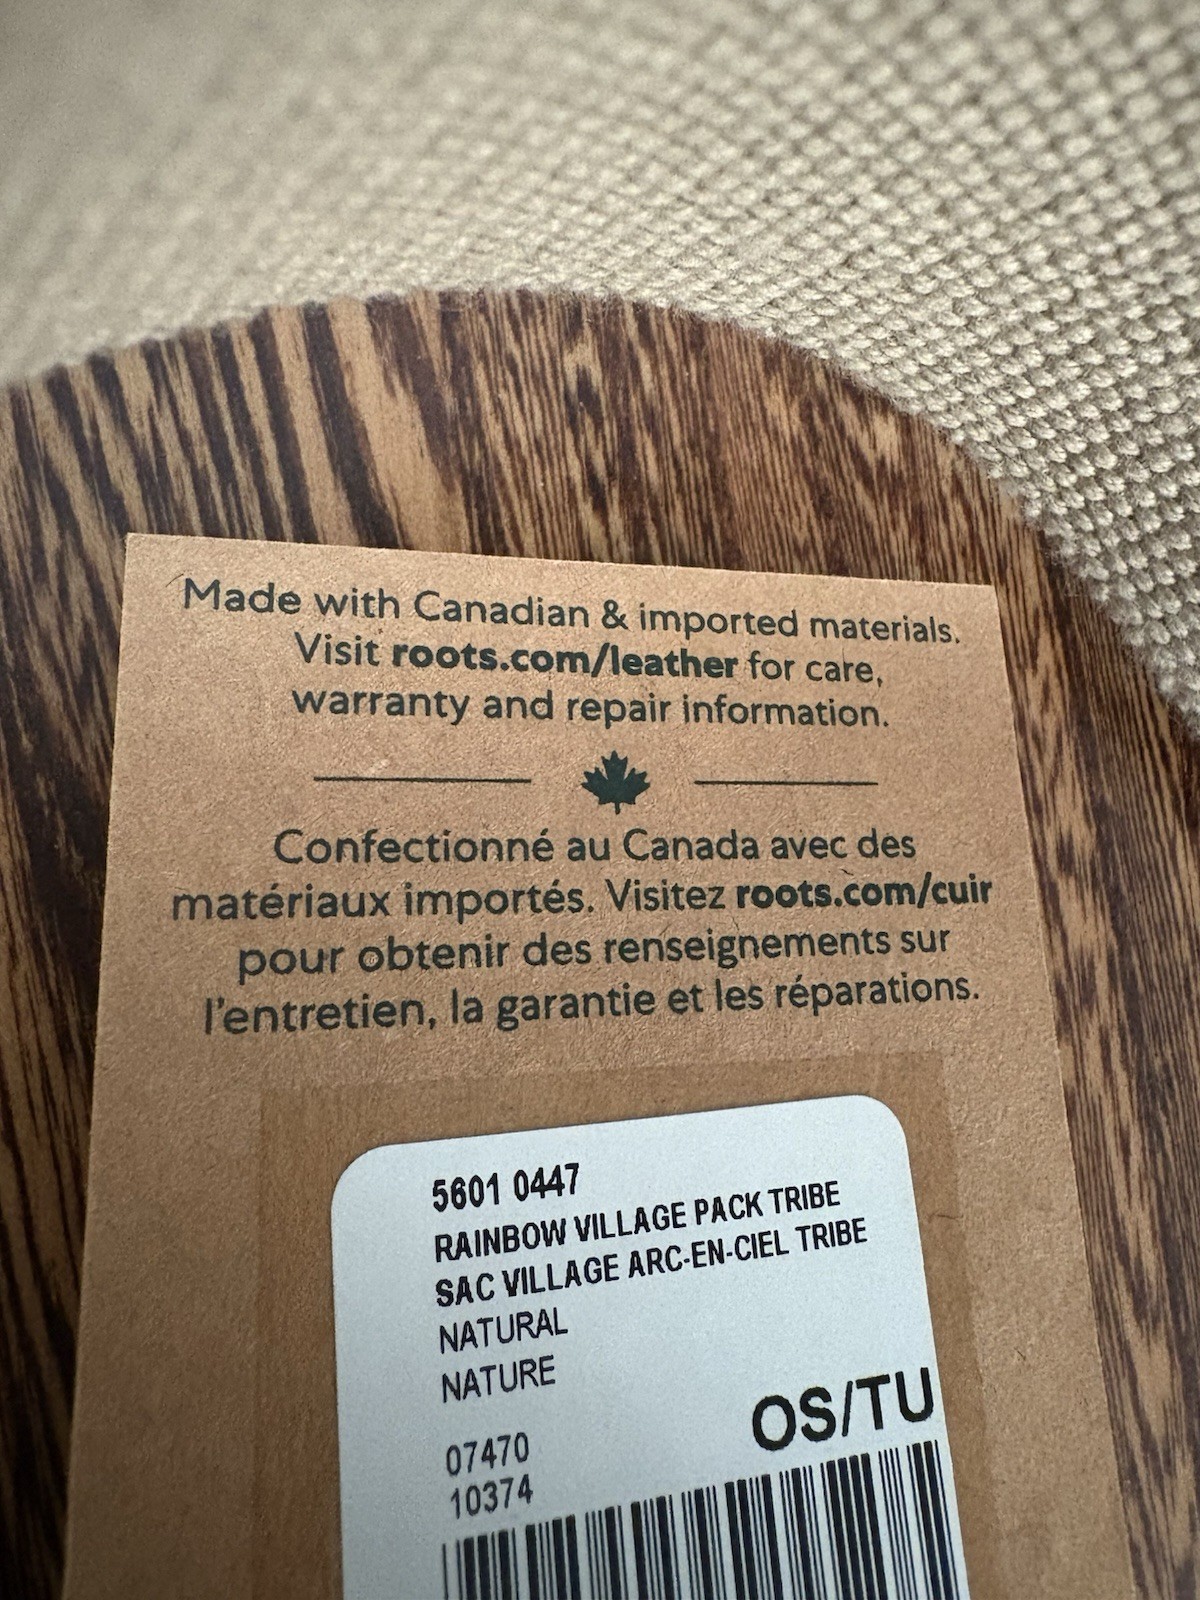 Made with Canadian & imported materials.
Visit roots.com/leather for care,
warranty and repair information.
Confectionné au Canada avec des
matériaux importés. Visitez roots.com/cuir
pour obtenir des renseignements sur
l'entretien, la garantie et les réparations.
5601 0447
RAINBOW VILLAGE PACK TRIBE
SAC VILLAGE ARC-EN-CIEL TRIBE
NATURAL
NATURE
OS/TU
07470
10374